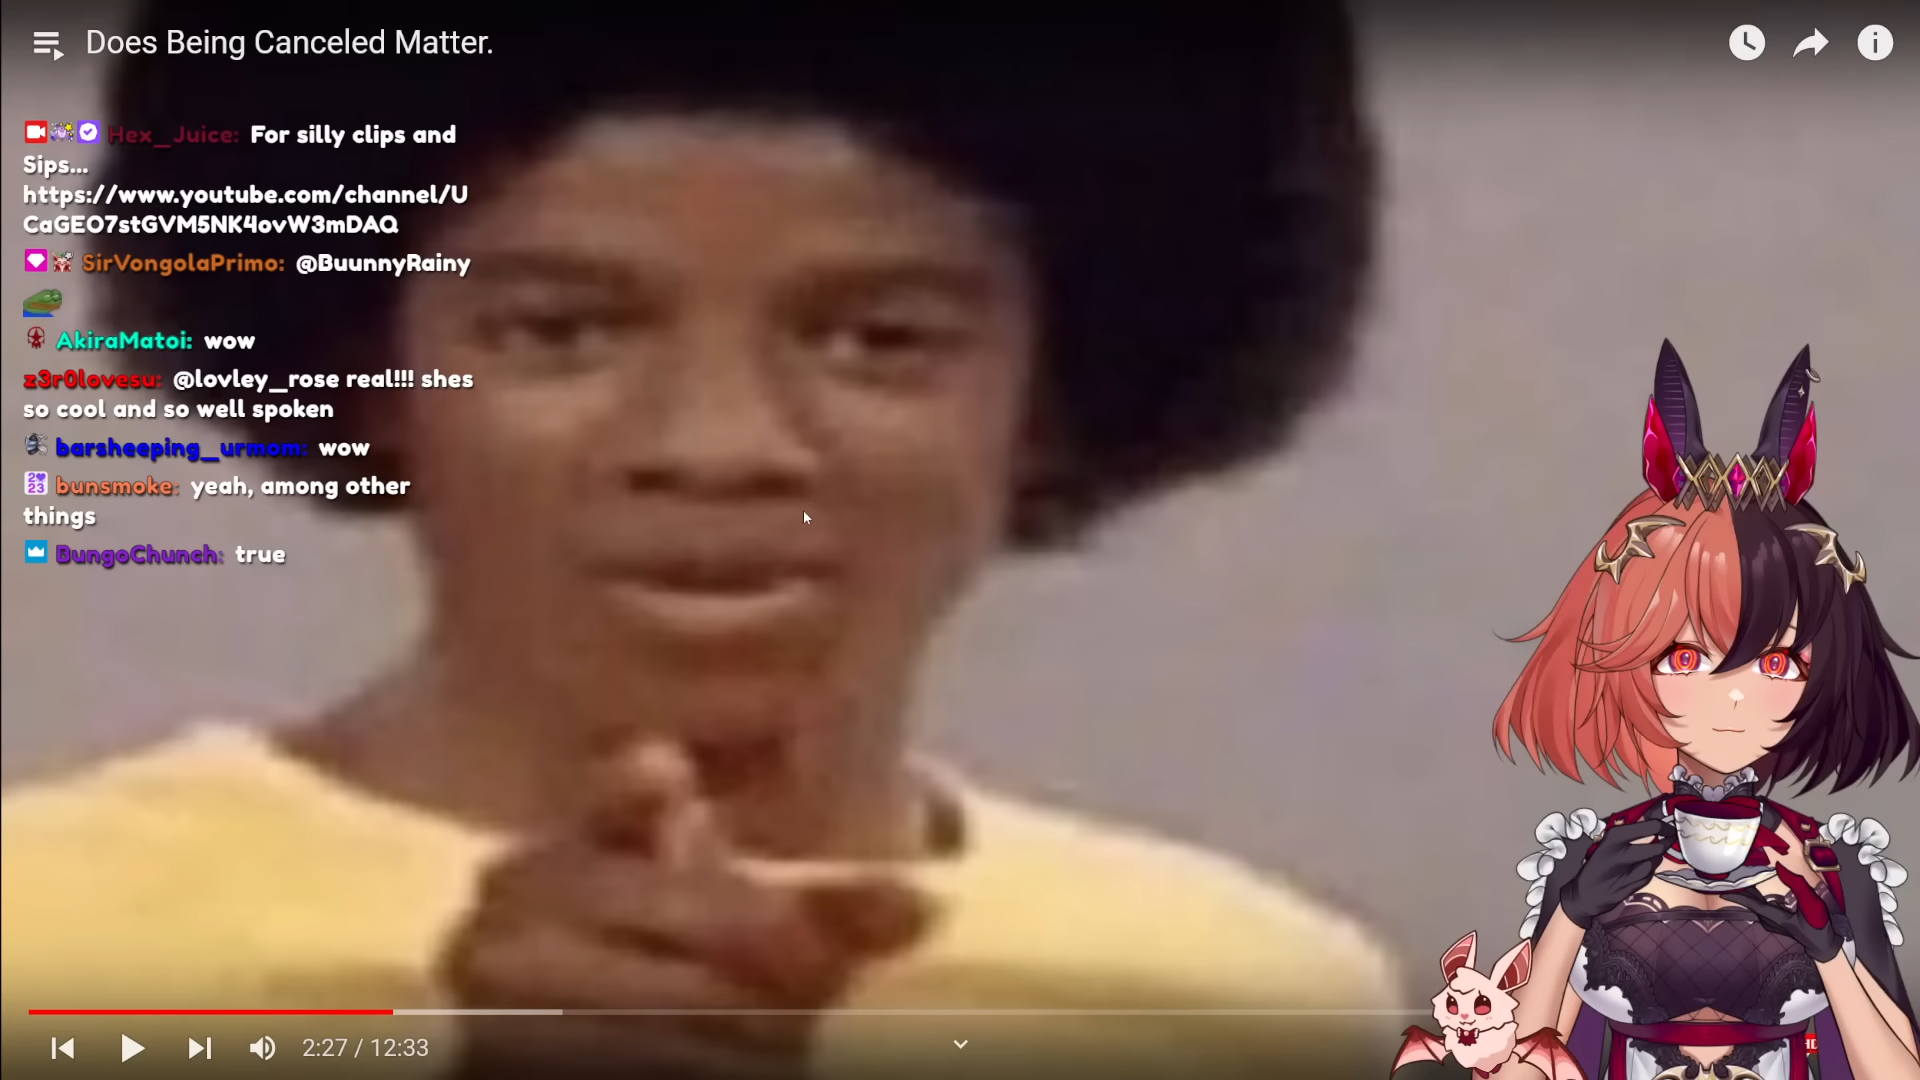 Does Being Canceled Matter.
Hex_Juice: For silly clips and
Sips...
https://www.youtube.com/channel/U
CaGEO7stGVM5NK4ovW3mDAQ
SirVongolaPrimo: @BuunnyRainy
AkiraMatoi: wow
z3r0lovesu: @lovley_rose real!!! shes
so cool and so well spoken
barsheeping_urmom: wow
2023 bunsmoke: yeah, among other
things
BungoChunch: true
2:27 / 12:33
HD